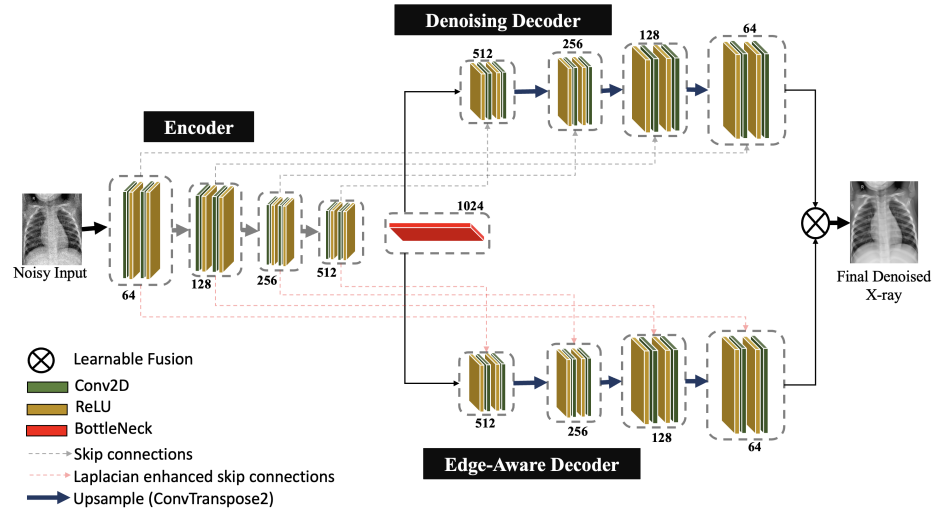 Denoising Decoder
512
256
128
64
Encoder
1024
Noisy Input
64
128
256
512
Final Denoised
X-ray
Learnable Fusion
Conv2D
ReLU
BottleNeck
Skip connections
Laplacian enhanced skip connections
Upsample (ConvTranspose2)
512
256
128
64
Edge-Aware Decoder